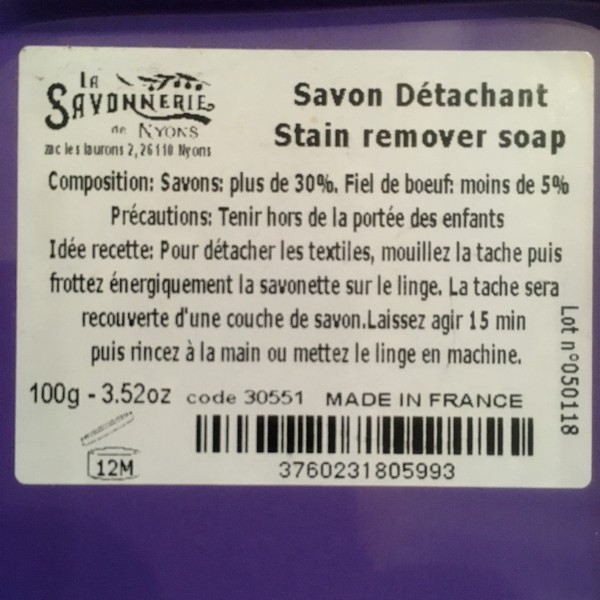 LA
SAVONNERIE
de NYONS
zac les laurons 2, 26110 Nyons
Savon Détachant
Stain remover soap
Composition: Savons: plus de 30%. Fiel de boeuf: moins de 5%
Précautions: Tenir hors de la portée des enfants
Idée recette: Pour détacher les textiles, mouillez la tache puis
frottez énergiquement la savonette sur le linge. La tache sera
recouverte d'une couche de savon.Laissez agir 15 min
puis rincez à la main ou mettez le linge en machine.
Lot n°050118
100g - 3.52oz code 30551 MADE IN FRANCE
12M
3760231805993